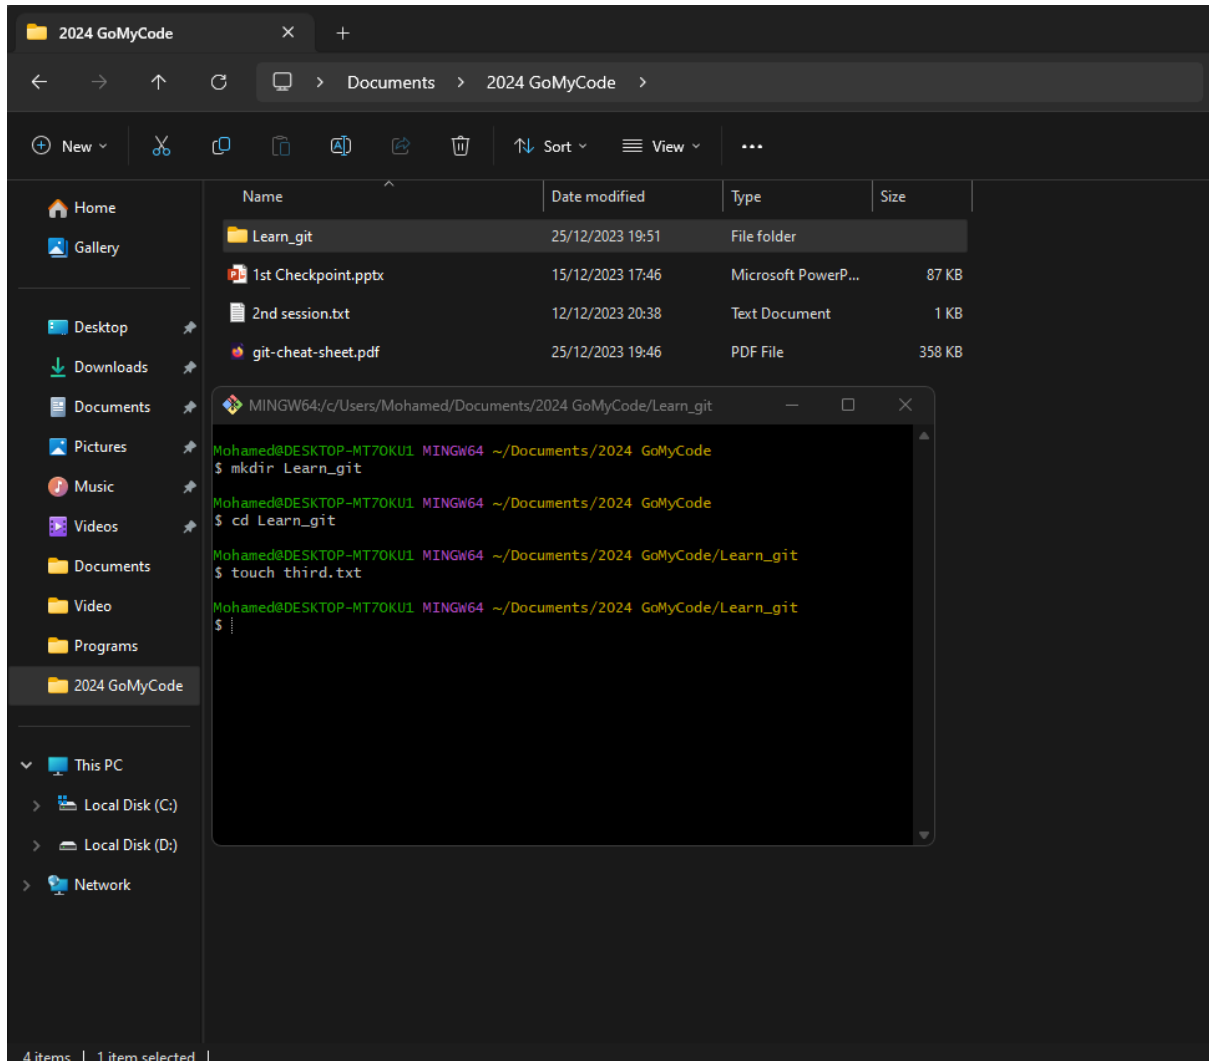 2024 GoMyCode
Documents
2024 GoMyCode
New
Sort
View
Name
Date modified
Type
Size
Home
Gallery
Desktop
Downloads
Documents
Pictures
Music
Videos
Documents
Video
Programs
2024 GoMyCode
This PC
Local Disk (C:)
Local Disk (D:)
Network
Learn_git 25/12/2023 19:51 File folder
1st Checkpoint.pptx 15/12/2023 17:46 Microsoft PowerP... 87 KB
2nd session.txt 12/12/2023 20:38 Text Document 1 KB
git-cheat-sheet.pdf 25/12/2023 19:46 PDF File 358 KB
MINGW64:/c/Users/Mohamed/Documents/2024 GoMyCode/Learn_git
Mohamed@DESKTOP-MT7OKU1 MINGW64 ~/Documents/2024 GoMyCode
$ mkdir Learn_git
Mohamed@DESKTOP-MT7OKU1 MINGW64 ~/Documents/2024 GoMyCode
$ cd Learn_git
Mohamed@DESKTOP-MT7OKU1 MINGW64 ~/Documents/2024 GoMyCode/Learn_git
$ touch third.txt
Mohamed@DESKTOP-MT7OKU1 MINGW64 ~/Documents/2024 GoMyCode/Learn_git
$
4 items 1 item selected